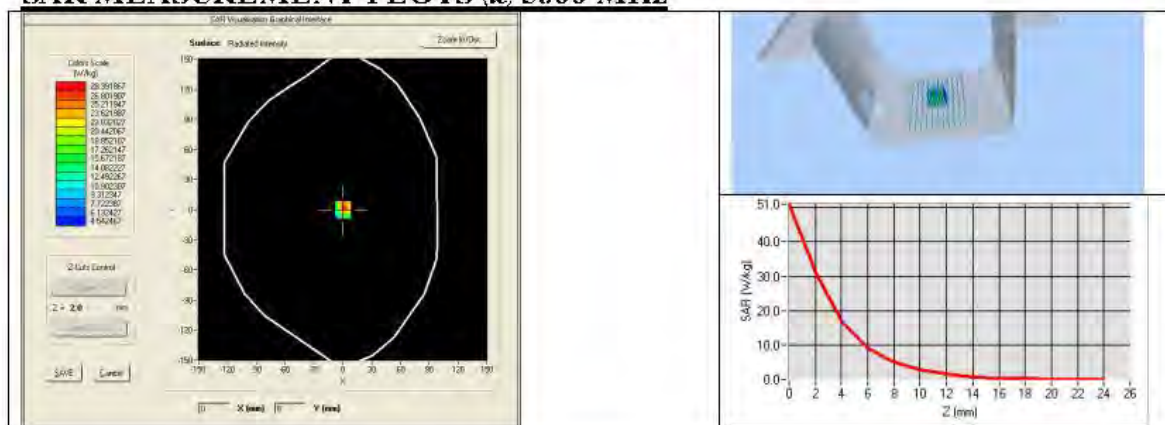 SAR MEASUREMENT PLOTS @ 5600 MHz
SAR Visualisation Graphical Interface
Surface: Radiated Intensity
Zoom In/Out
Colors Scale
(W/kg)
28.391867
26.801907
25.211947
23.621987
22.032027
20.442067
18.852107
17.262147
15.672187
14.082227
12.492267
10.902307
9.312347
7.722387
6.132427
4.542467
Z-Cuts Control
Z = 2.0 mm
SAVE
Cancel
150-
120-
90-
60-
30-
0-
-30-
-60-
-90-
-120-
-150-
-150 -120 -90 -60 -30 0 30 60 90 120 150
X
0 X (mm) 0 Y (mm)
51.0-
40.0-
30.0-
20.0-
10.0-
0.0-
SAR (W/kg)
0 2 4 6 8 10 12 14 16 18 20 22 24 26
Z (mm)